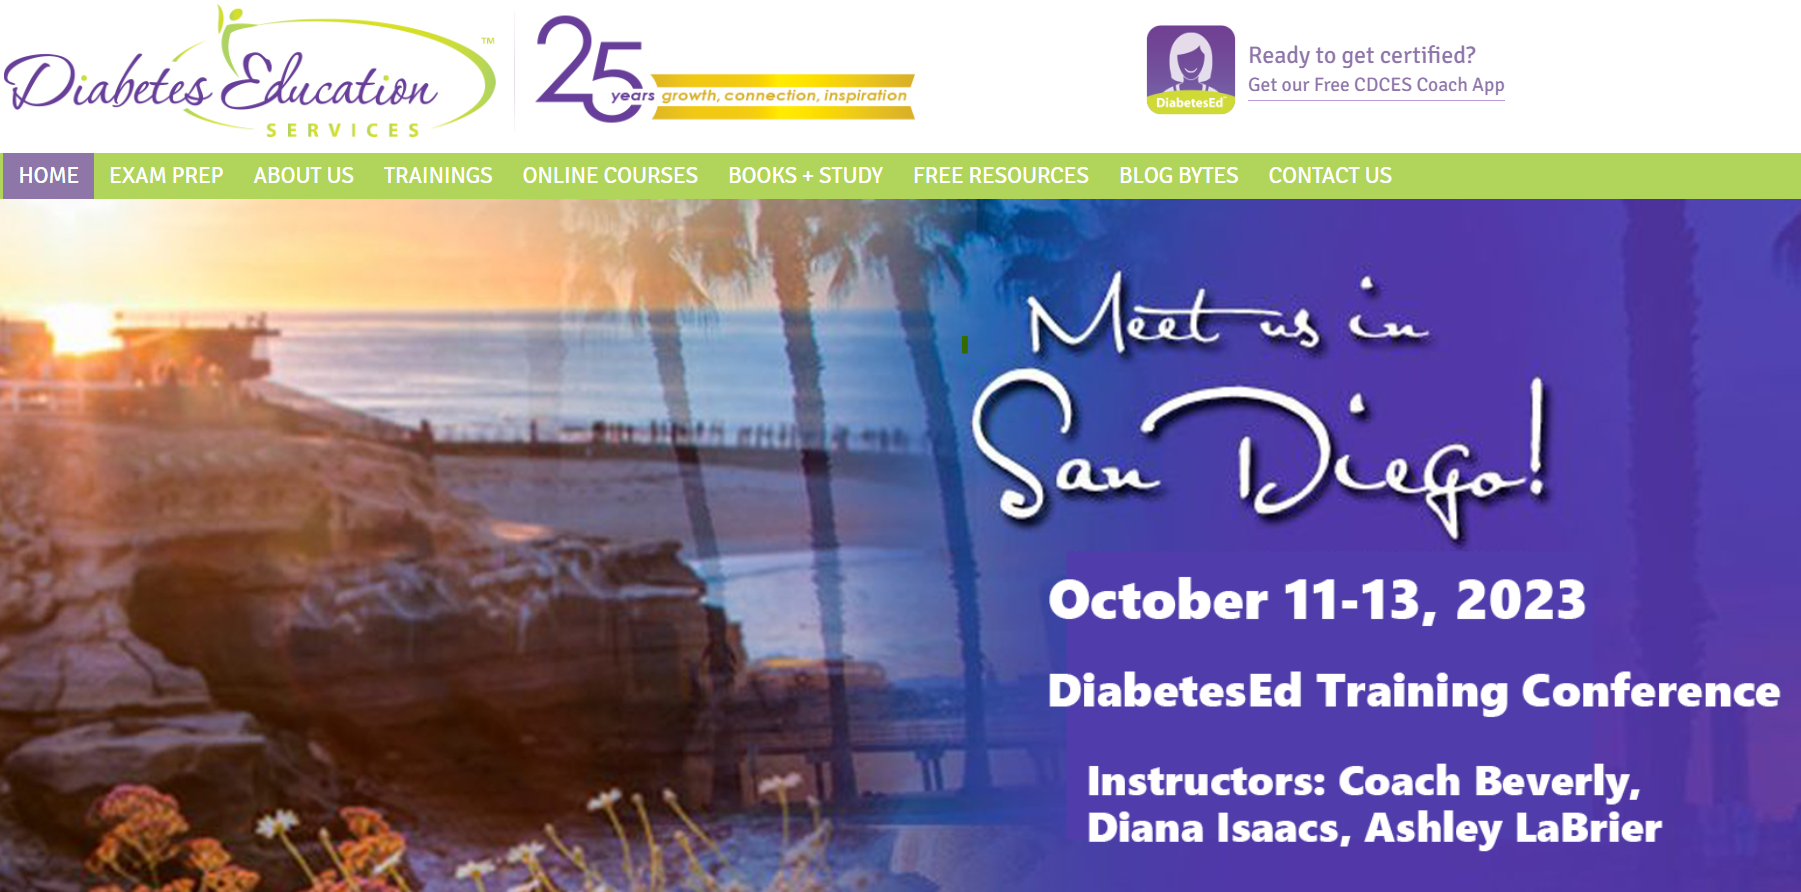 Diabetes Education™
SERVICES
25 years growth, connection, inspiration
DiabetesEd
Ready to get certified?
Get our Free CDCES Coach App
HOME EXAM PREP ABOUT US TRAININGS ONLINE COURSES BOOKS + STUDY FREE RESOURCES BLOG BYTES CONTACT US
Meet us in
San Diego!
October 11-13, 2023
DiabetesEd Training Conference
Instructors: Coach Beverly,
Diana Isaacs, Ashley LaBrier